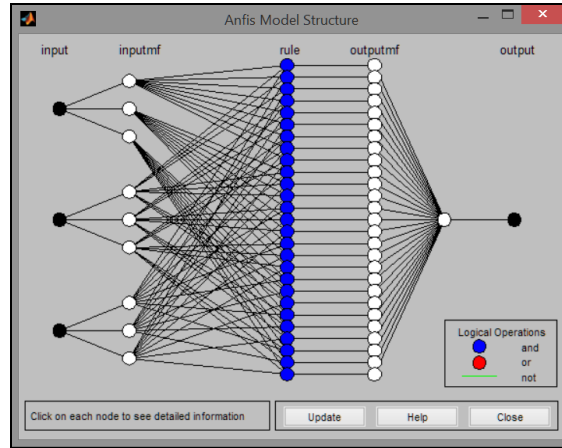 Anfis Model Structure
input inputmf rule outputmf output
Logical Operations
and
or
not
Click on each node to see detailed information
Update Help Close